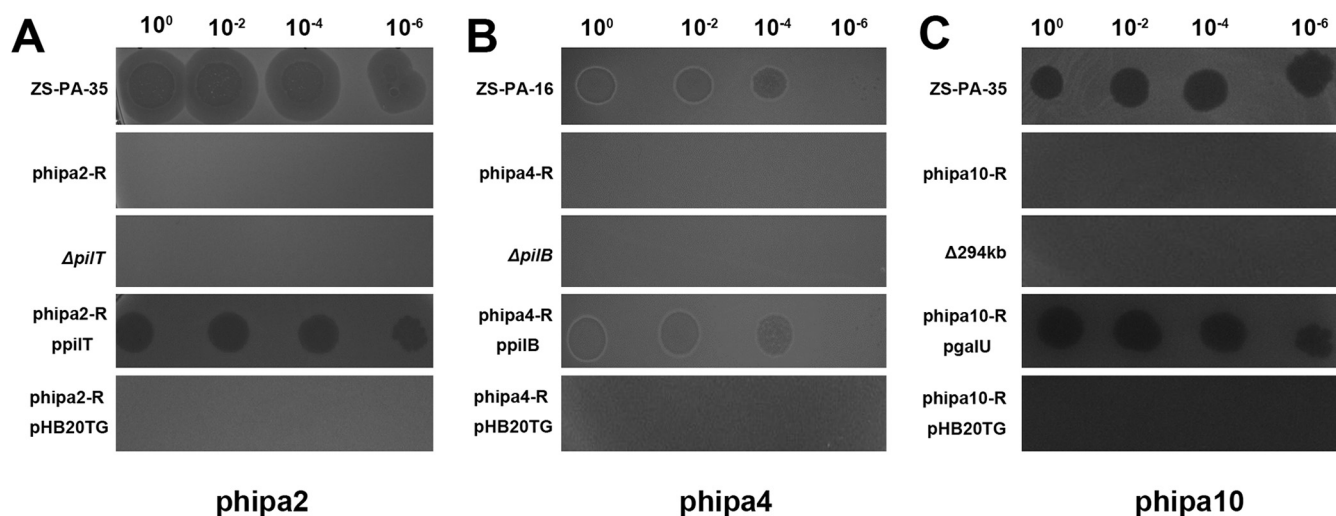 A
10⁰ 10⁻² 10⁻⁴ 10⁻⁶
ZS-PA-35
phipa2-R
ΔpilT
phipa2-R
ppilT
phipa2-R
pHB20TG
phipa2
B
10⁰ 10⁻² 10⁻⁴ 10⁻⁶
ZS-PA-16
phipa4-R
ΔpilB
phipa4-R
ppilB
phipa4-R
pHB20TG
phipa4
C
10⁰ 10⁻² 10⁻⁴ 10⁻⁶
ZS-PA-35
phipa10-R
Δ294kb
phipa10-R
pgalU
phipa10-R
pHB20TG
phipa10